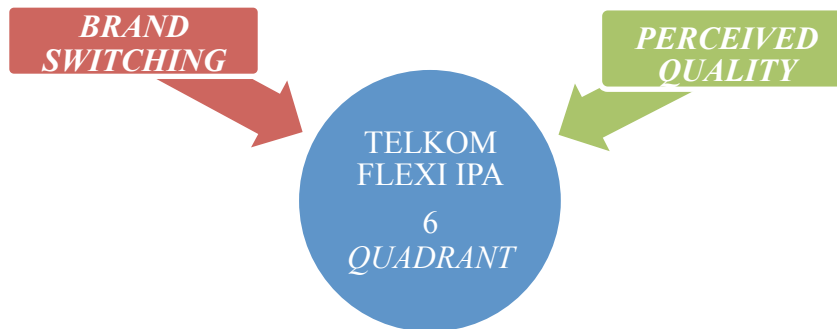 BRAND
SWITCHING
PERCEIVED
QUALITY
TELKOM
FLEXI IPA
6
QUADRANT